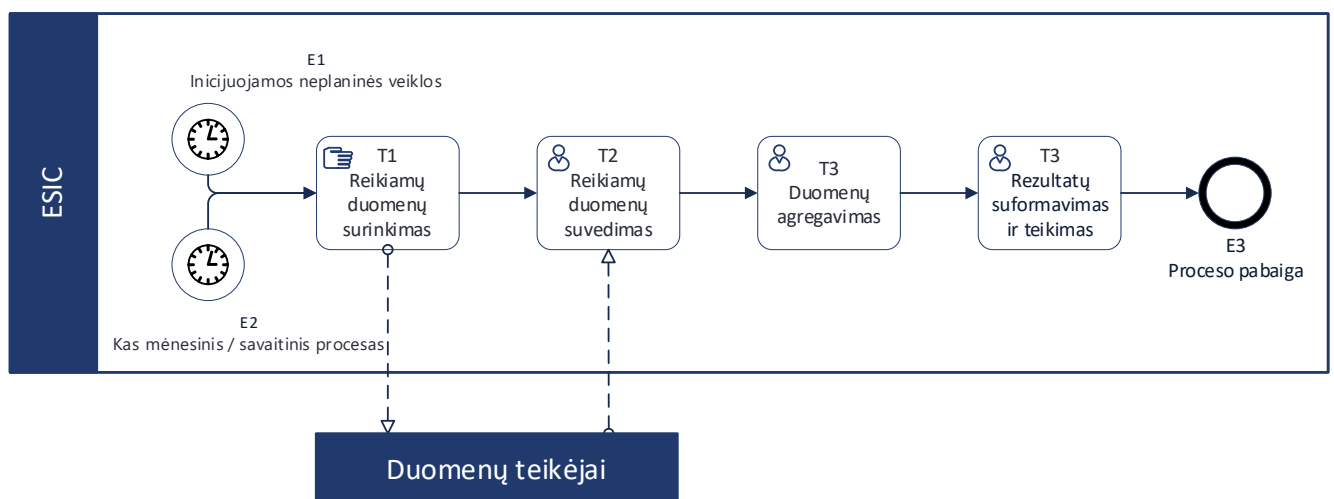 ESIC
E1
Inicijuojamos neplaninės veiklos
T1
Reikiamų
duomenų
surinkimas
T2
Reikiamų
duomenų
suvedimas
T3
Duomenų
agregavimas
T3
Rezultatų
suformavimas
ir teikimas
E3
Proceso pabaiga
E2
Kas mėnesinis / savaitinis procesas
Duomenų teikėjai